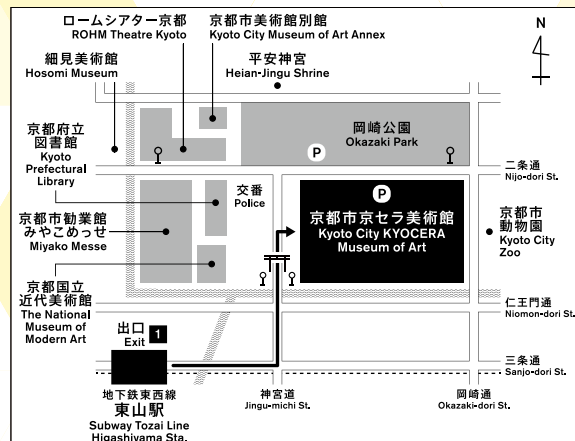 ロームシアター京都
ROHM Theatre Kyoto
京都市美術館別館
Kyoto City Museum of Art Annex
N
細見美術館
Hosomi Museum
平安神宮
Heian-Jingu Shrine
京都府立
図書館
Kyoto
Prefectural
Library
岡崎公園
Okazaki Park
P
二条通
Nijo-dori St.
交番
Police
P
京都市京セラ美術館
Kyoto City KYOCERA
Museum of Art
京都市
動物園
Kyoto City
Zoo
京都市勧業館
みやこめっせ
Miyako Messe
京都国立
近代美術館
The National
Museum of
Modern Art
仁王門通
Niomon-dori St.
出口
Exit
1
三条通
Sanjo-dori St.
地下鉄東西線
東山駅
Subway Tozai Line
Higashiyama Sta.
神宮道
Jingu-michi St.
岡崎通
Okazaki-dori St.